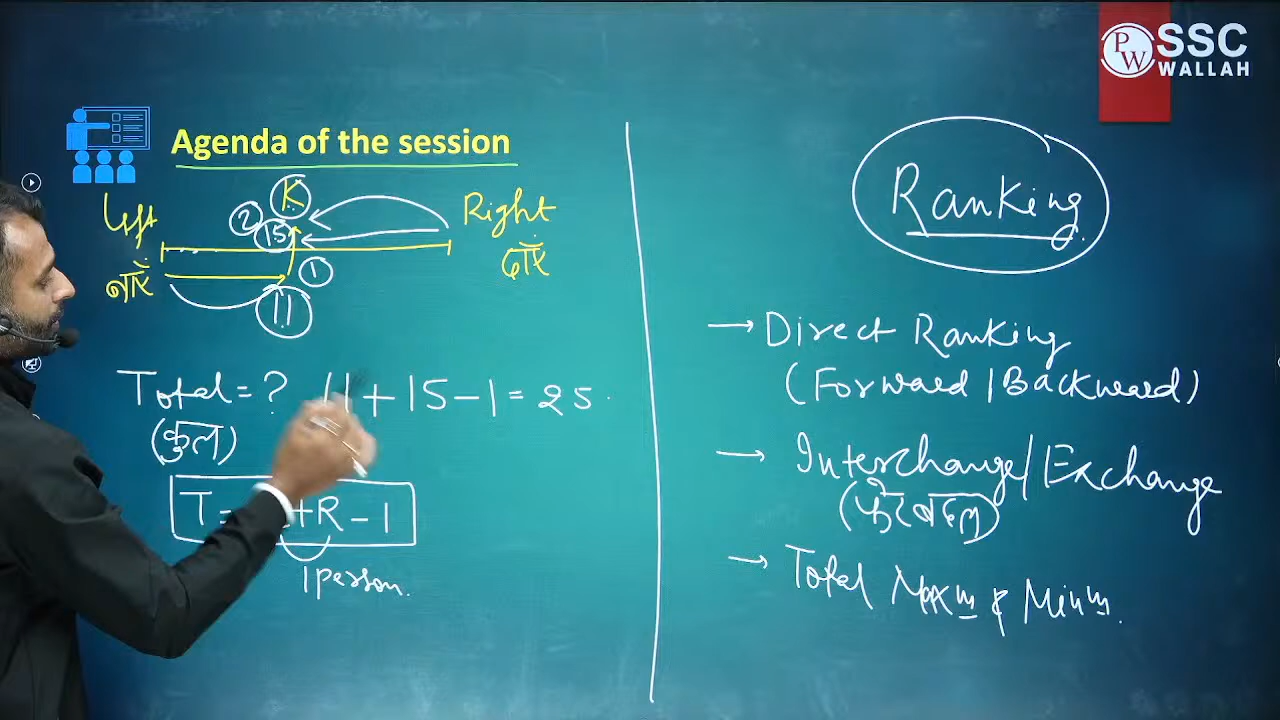 PW SSC
WALLAH
Agenda of the session
K
Left
2
15
Right
बाएँ
1
दाएँ
11
Total = ? 11 + 15 - 1 = 25
(कुल)
T = +R-1
1 person.
Ranking
→ Direct Ranking
(Forward / Backward)
→ Interchange / Exchange
(फेरबदल)
→ Total Maxm & Minm.